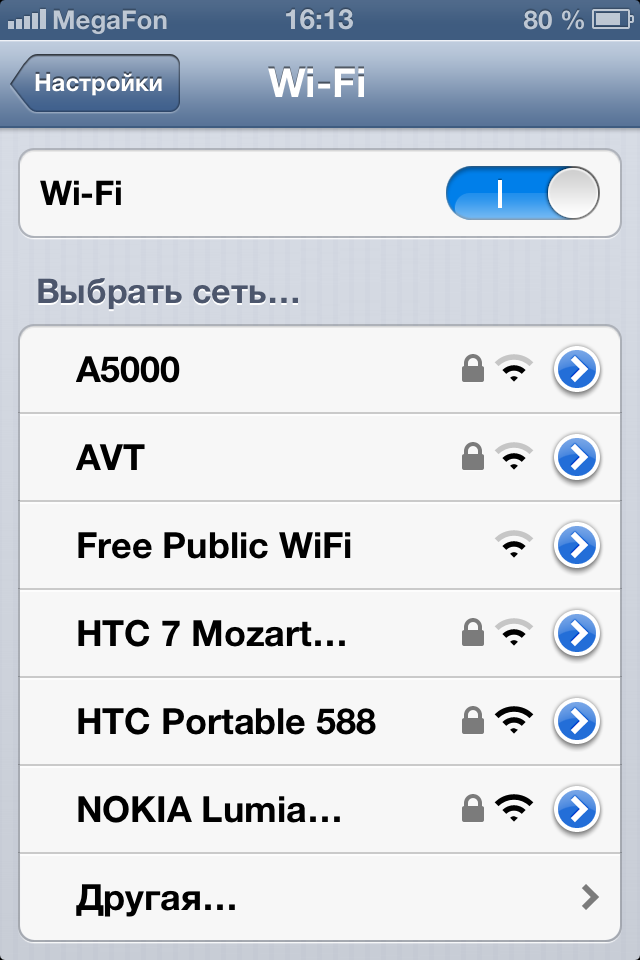 MegaFon 16:13 80 %
Настройки Wi-Fi
Wi-Fi
Выбрать сеть...
A5000
AVT
Free Public WiFi
HTC 7 Mozart...
HTC Portable 588
NOKIA Lumia...
Другая...